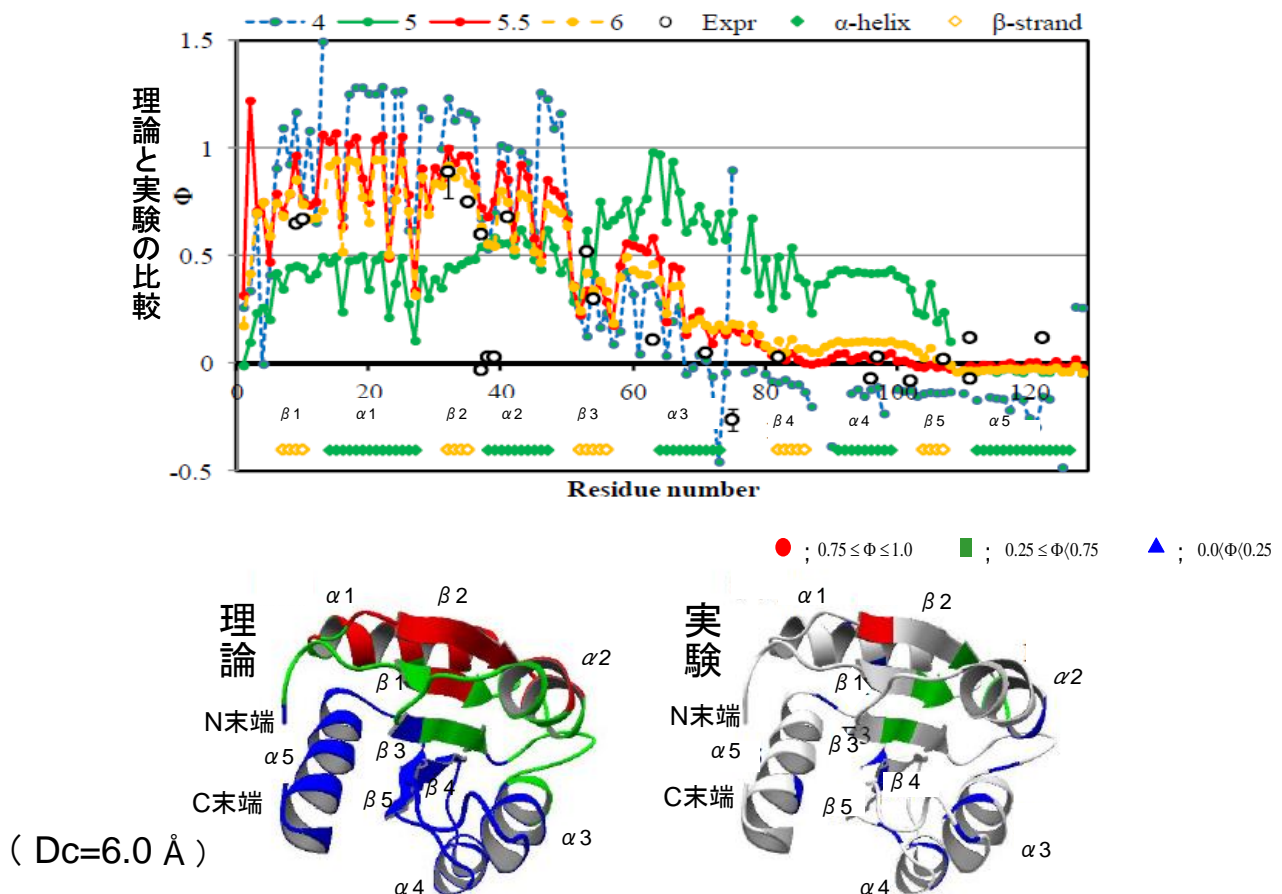 4 5 5.5 6 Expr α-helix β-strand
理論と実験の比較
Φ
1.5
1
0.5
0
-0.5
0 20 40 60 80 100 120
β1 α1 β2 α2 β3 α3 β4 α4 β5 α5
Residue number
; 0.75 ≤ Φ ≤ 1.0 ; 0.25 ≤ Φ⟨0.75 ; 0.0⟨Φ⟨0.25
理論
α1
β2
α2
β1
N末端
α5
β3
β4
C末端
β5
α3
α4
( Dc=6.0 Å )
実験
α1
β2
α2
β1
N末端
α5
β3
β4
C末端
β5
α3
α4